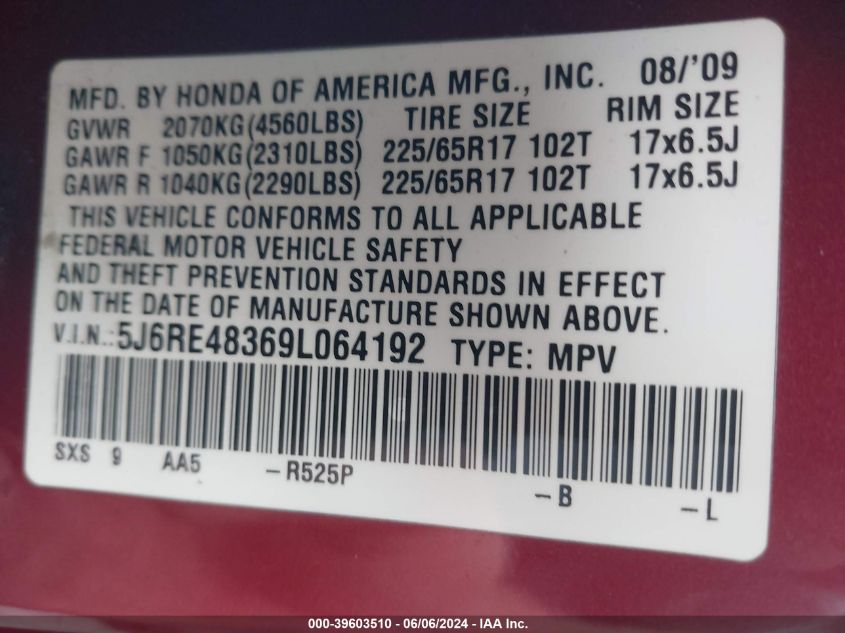 MFD. BY HONDA OF AMERICA MFG., INC. 08/'09
GVWR 2070KG(4560LBS) TIRE SIZE RIM SIZE
GAWR F 1050KG(2310LBS) 225/65R17 102T 17x6.5J
GAWR R 1040KG(2290LBS) 225/65R17 102T 17x6.5J
THIS VEHICLE CONFORMS TO ALL APPLICABLE
FEDERAL MOTOR VEHICLE SAFETY
AND THEFT PREVENTION STANDARDS IN EFFECT
ON THE DATE OF MANUFACTURE SHOWN ABOVE.
V.I.N.:5J6RE48369L064192 TYPE: MPV
SXS 9 AA5 -R525P -B -L
000-39603510 - 06/06/2024 - IAA Inc.